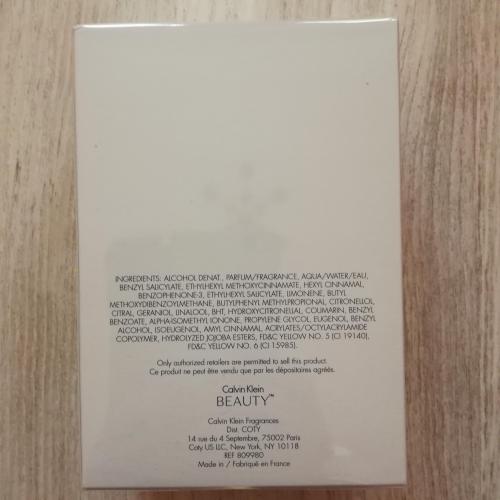 INGREDIENTS: ALCOHOL DENAT., PARFUM/FRAGRANCE, AQUA/WATER/EAU,
BENZYL SALICYLATE, ETHYLHEXYL METHOXYCINNAMATE, HEXYL CINNAMAL,
BENZOPHENONE-3, ETHYLHEXYL SALICYLATE, LIMONENE, BUTYL
METHOXYDIBENZOYLMETHANE, BUTYLPHENYL METHYLPROPIONAL, CITRONELLOL,
CITRAL, GERANIOL, LINALOOL, BHT, HYDROXYCITRONELLAL, COUMARIN, BENZYL
BENZOATE, ALPHA-ISOMETHYL IONONE, PROPYLENE GLYCOL, EUGENOL, BENZYL
ALCOHOL, ISOEUGENOL, AMYL CINNAMAL, ACRYLATES/OCTYLACRYLAMIDE
COPOLYMER, HYDROLYZED JOJOBA ESTERS, FD&C YELLOW NO. 5 (CI 19140),
FD&C YELLOW NO. 6 (CI 15985).
Only authorized retailers are permitted to sell this product.
Ce produit ne peut être vendu que par les dépositaires agréés.
Calvin Klein
BEAUTY™
Calvin Klein Fragrances
Dist. COTY
14 rue du 4 Septembre, 75002 Paris
Coty US LLC, New York, NY 10118
REF 809980
Made in / Fabriqué en France